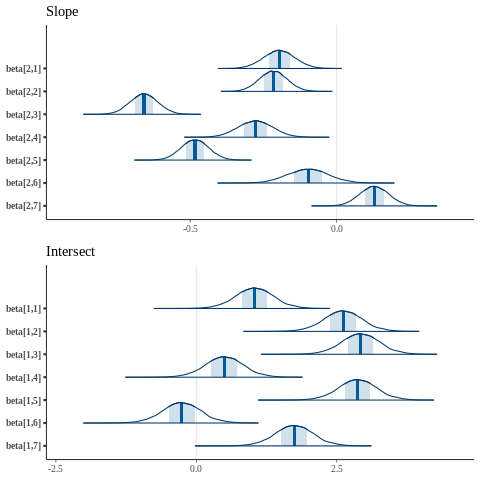 Slope
beta[2,1]
beta[2,2]
beta[2,3]
beta[2,4]
beta[2,5]
beta[2,6]
beta[2,7]
-0.5 0.0
Intersect
beta[1,1]
beta[1,2]
beta[1,3]
beta[1,4]
beta[1,5]
beta[1,6]
beta[1,7]
-2.5 0.0 2.5